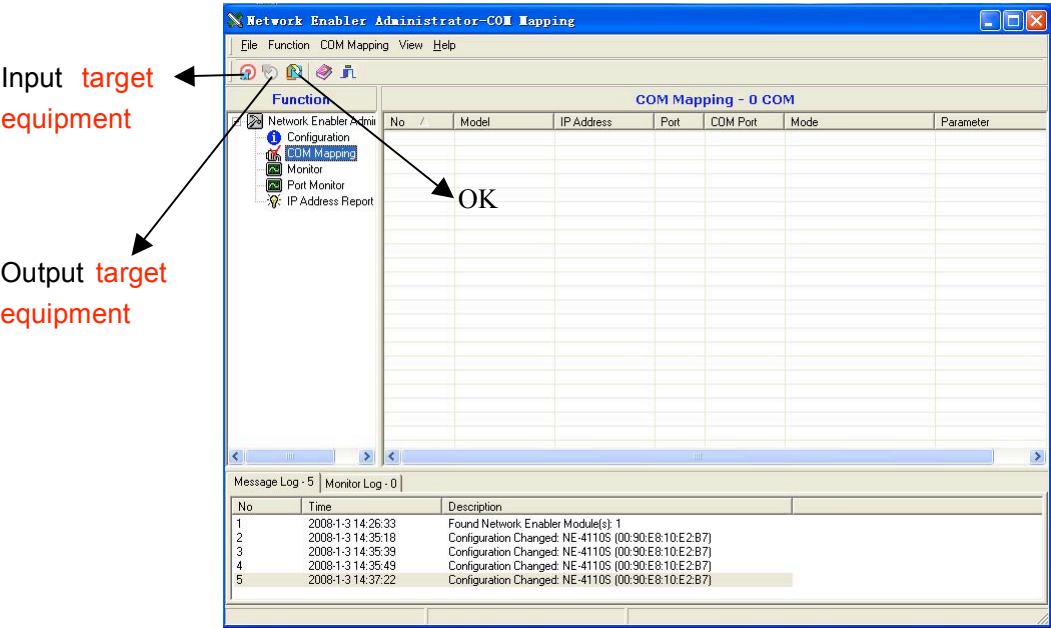 Network Enabler Administrator-COM Mapping
File Function COM Mapping View Help
Input target
equipment
Function
COM Mapping - 0 COM
No Model IP Address Port COM Port Mode Parameter
Network Enabler Admii
Configuration
COM Mapping
Monitor
Port Monitor
IP Address Report
OK
Output target
equipment
Message Log - 5 Monitor Log - 0
No Time Description
1 2008-1-3 14:26:33 Found Network Enabler Module(s): 1
2 2008-1-3 14:35:18 Configuration Changed: NE-4110S (00:90:E8:10:E2:B7)
3 2008-1-3 14:35:39 Configuration Changed: NE-4110S (00:90:E8:10:E2:B7)
4 2008-1-3 14:35:49 Configuration Changed: NE-4110S (00:90:E8:10:E2:B7)
5 2008-1-3 14:37:22 Configuration Changed: NE-4110S (00:90:E8:10:E2:B7)